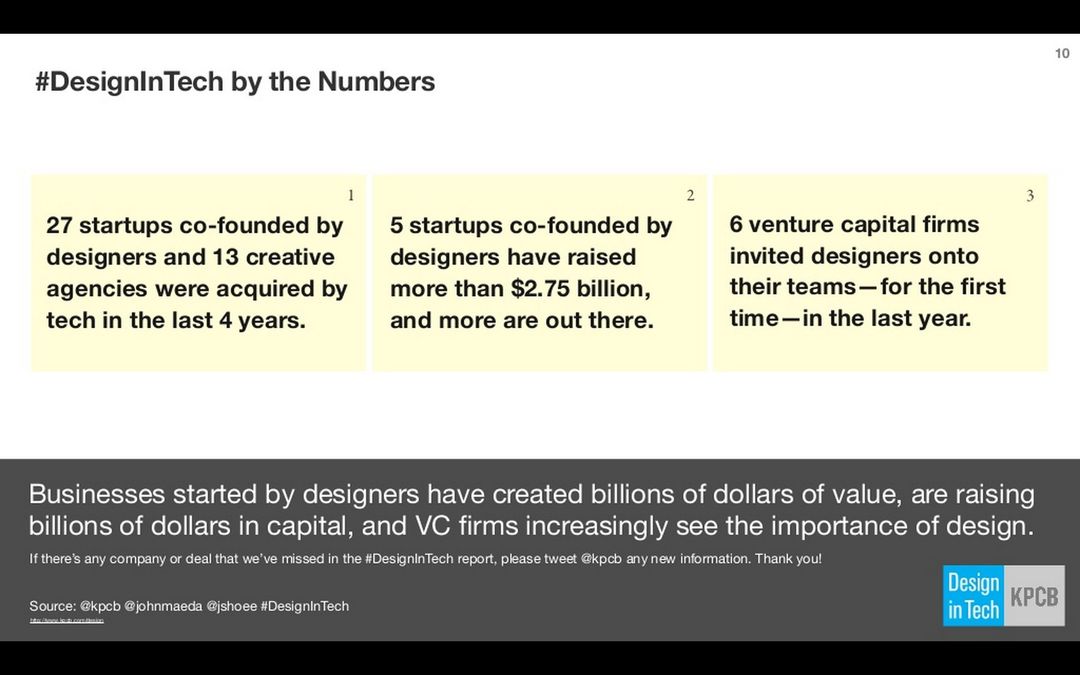 10
#DesignInTech by the Numbers
1
27 startups co-founded by
designers and 13 creative
agencies were acquired by
tech in the last 4 years.
2
5 startups co-founded by
designers have raised
more than $2.75 billion,
and more are out there.
3
6 venture capital firms
invited designers onto
their teams—for the first
time—in the last year.
Businesses started by designers have created billions of dollars of value, are raising
billions of dollars in capital, and VC firms increasingly see the importance of design.
If there’s any company or deal that we’ve missed in the #DesignInTech report, please tweet @kpcb any new information. Thank you!
Source: @kpcb @johnmaeda @jshoee #DesignInTech
http://www.kpcb.com/design
Design
in Tech
KPCB